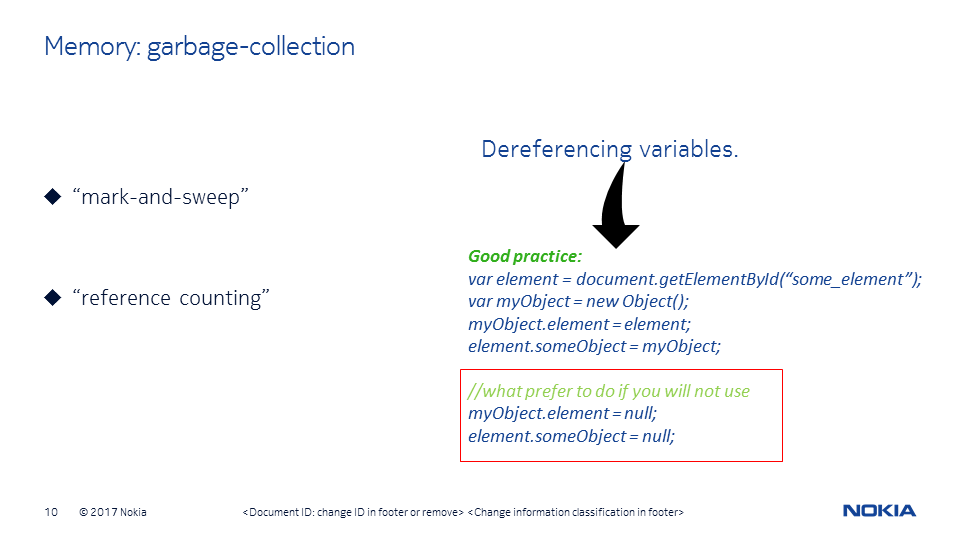 Memory: garbage-collection
Dereferencing variables.
◆ “mark-and-sweep”
◆ “reference counting”
Good practice:
var element = document.getElementById(“some_element”);
var myObject = new Object();
myObject.element = element;
element.someObject = myObject;
//what prefer to do if you will not use
myObject.element = null;
element.someObject = null;
10 © 2017 Nokia <Document ID: change ID in footer or remove> <Change information classification in footer> NOKIA